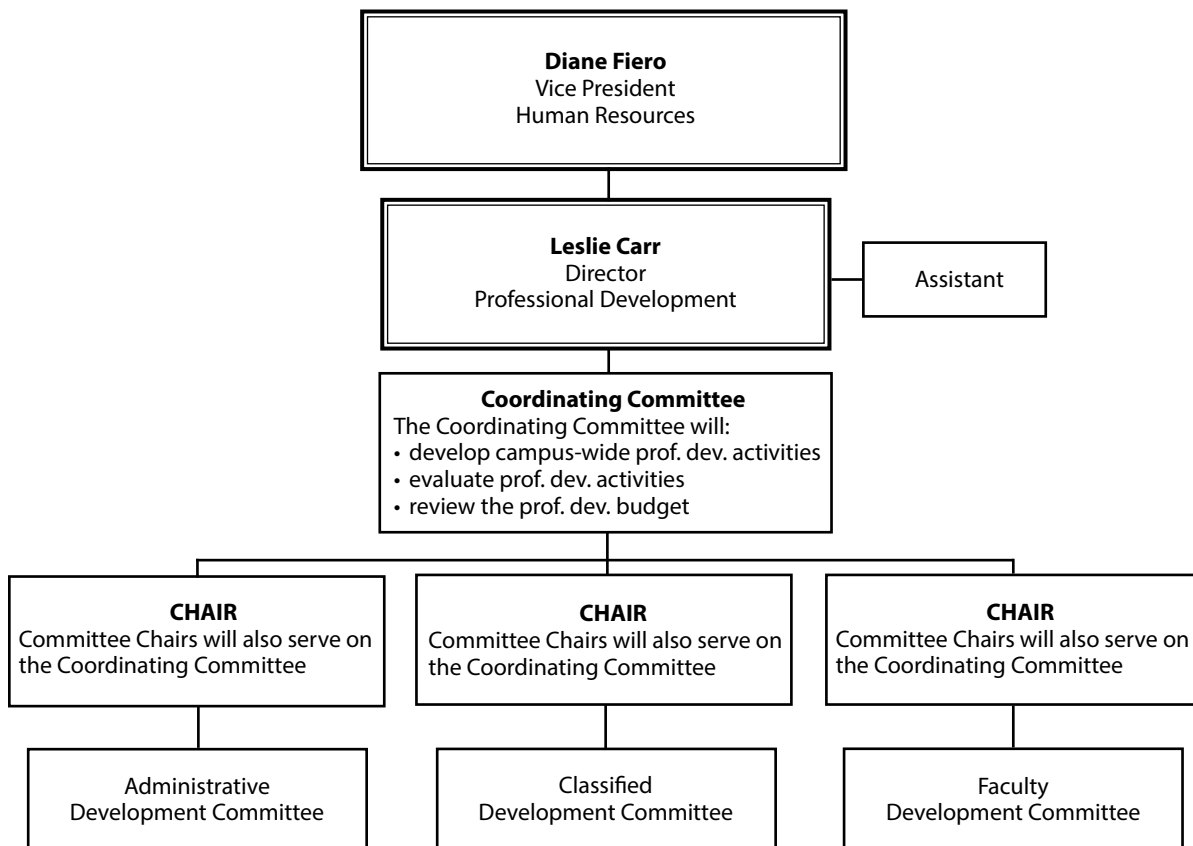 Diane Fiero
Vice President
Human Resources
Leslie Carr
Director
Professional Development
Assistant
Coordinating Committee
The Coordinating Committee will:
• develop campus-wide prof. dev. activities
• evaluate prof. dev. activities
• review the prof. dev. budget
CHAIR
Committee Chairs will also serve on
the Coordinating Committee
CHAIR
Committee Chairs will also serve on
the Coordinating Committee
CHAIR
Committee Chairs will also serve on
the Coordinating Committee
Administrative
Development Committee
Classified
Development Committee
Faculty
Development Committee